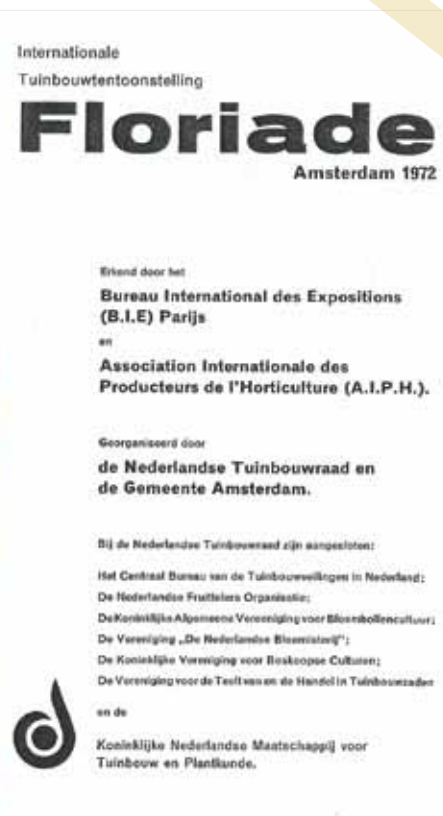 Internationale
Tuinbouwtentoonstelling
Floriade
Amsterdam 1972
Erkend door het
Bureau International des Expositions
(B.I.E) Parijs
en
Association Internationale des
Producteurs de l'Horticulture (A.I.P.H.).
Georganiseerd door
de Nederlandse Tuinbouwraad en
de Gemeente Amsterdam.
Bij de Nederlandse Tuinbouwraad zijn aangesloten:
Het Centraal Bureau van de Tuinbouwveilingen in Nederland;
De Nederlandse Fruittelers Organisatie;
De Koninklijke Algemeene Vereeniging voor Bloembollencultuur;
De Vereniging „De Nederlandse Bloemisterij";
De Koninklijke Vereniging voor Boskoopse Culturen;
De Vereniging voor de Teelt van en de Handel in Tuinbouwzaden
en de
Koninklijke Nederlandse Maatschappij voor
Tuinbouw en Plantkunde.